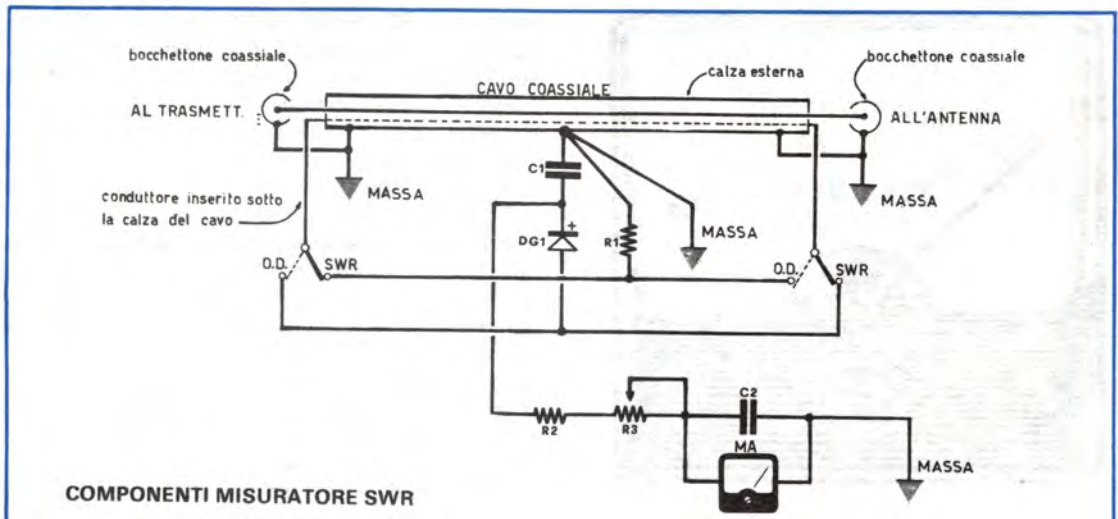 bocchettone coassiale
CAVO COASSIALE
calza esterna
bocchettone coassiale
AL TRASMETT.
ALL'ANTENNA
C1
MASSA
MASSA
conduttore inserito sotto
la calza del cavo
DG1
+
R1
MASSA
O.D.
SWR
O.D.
SWR
R2
R3
C2
MA
MASSA
COMPONENTI MISURATORE SWR